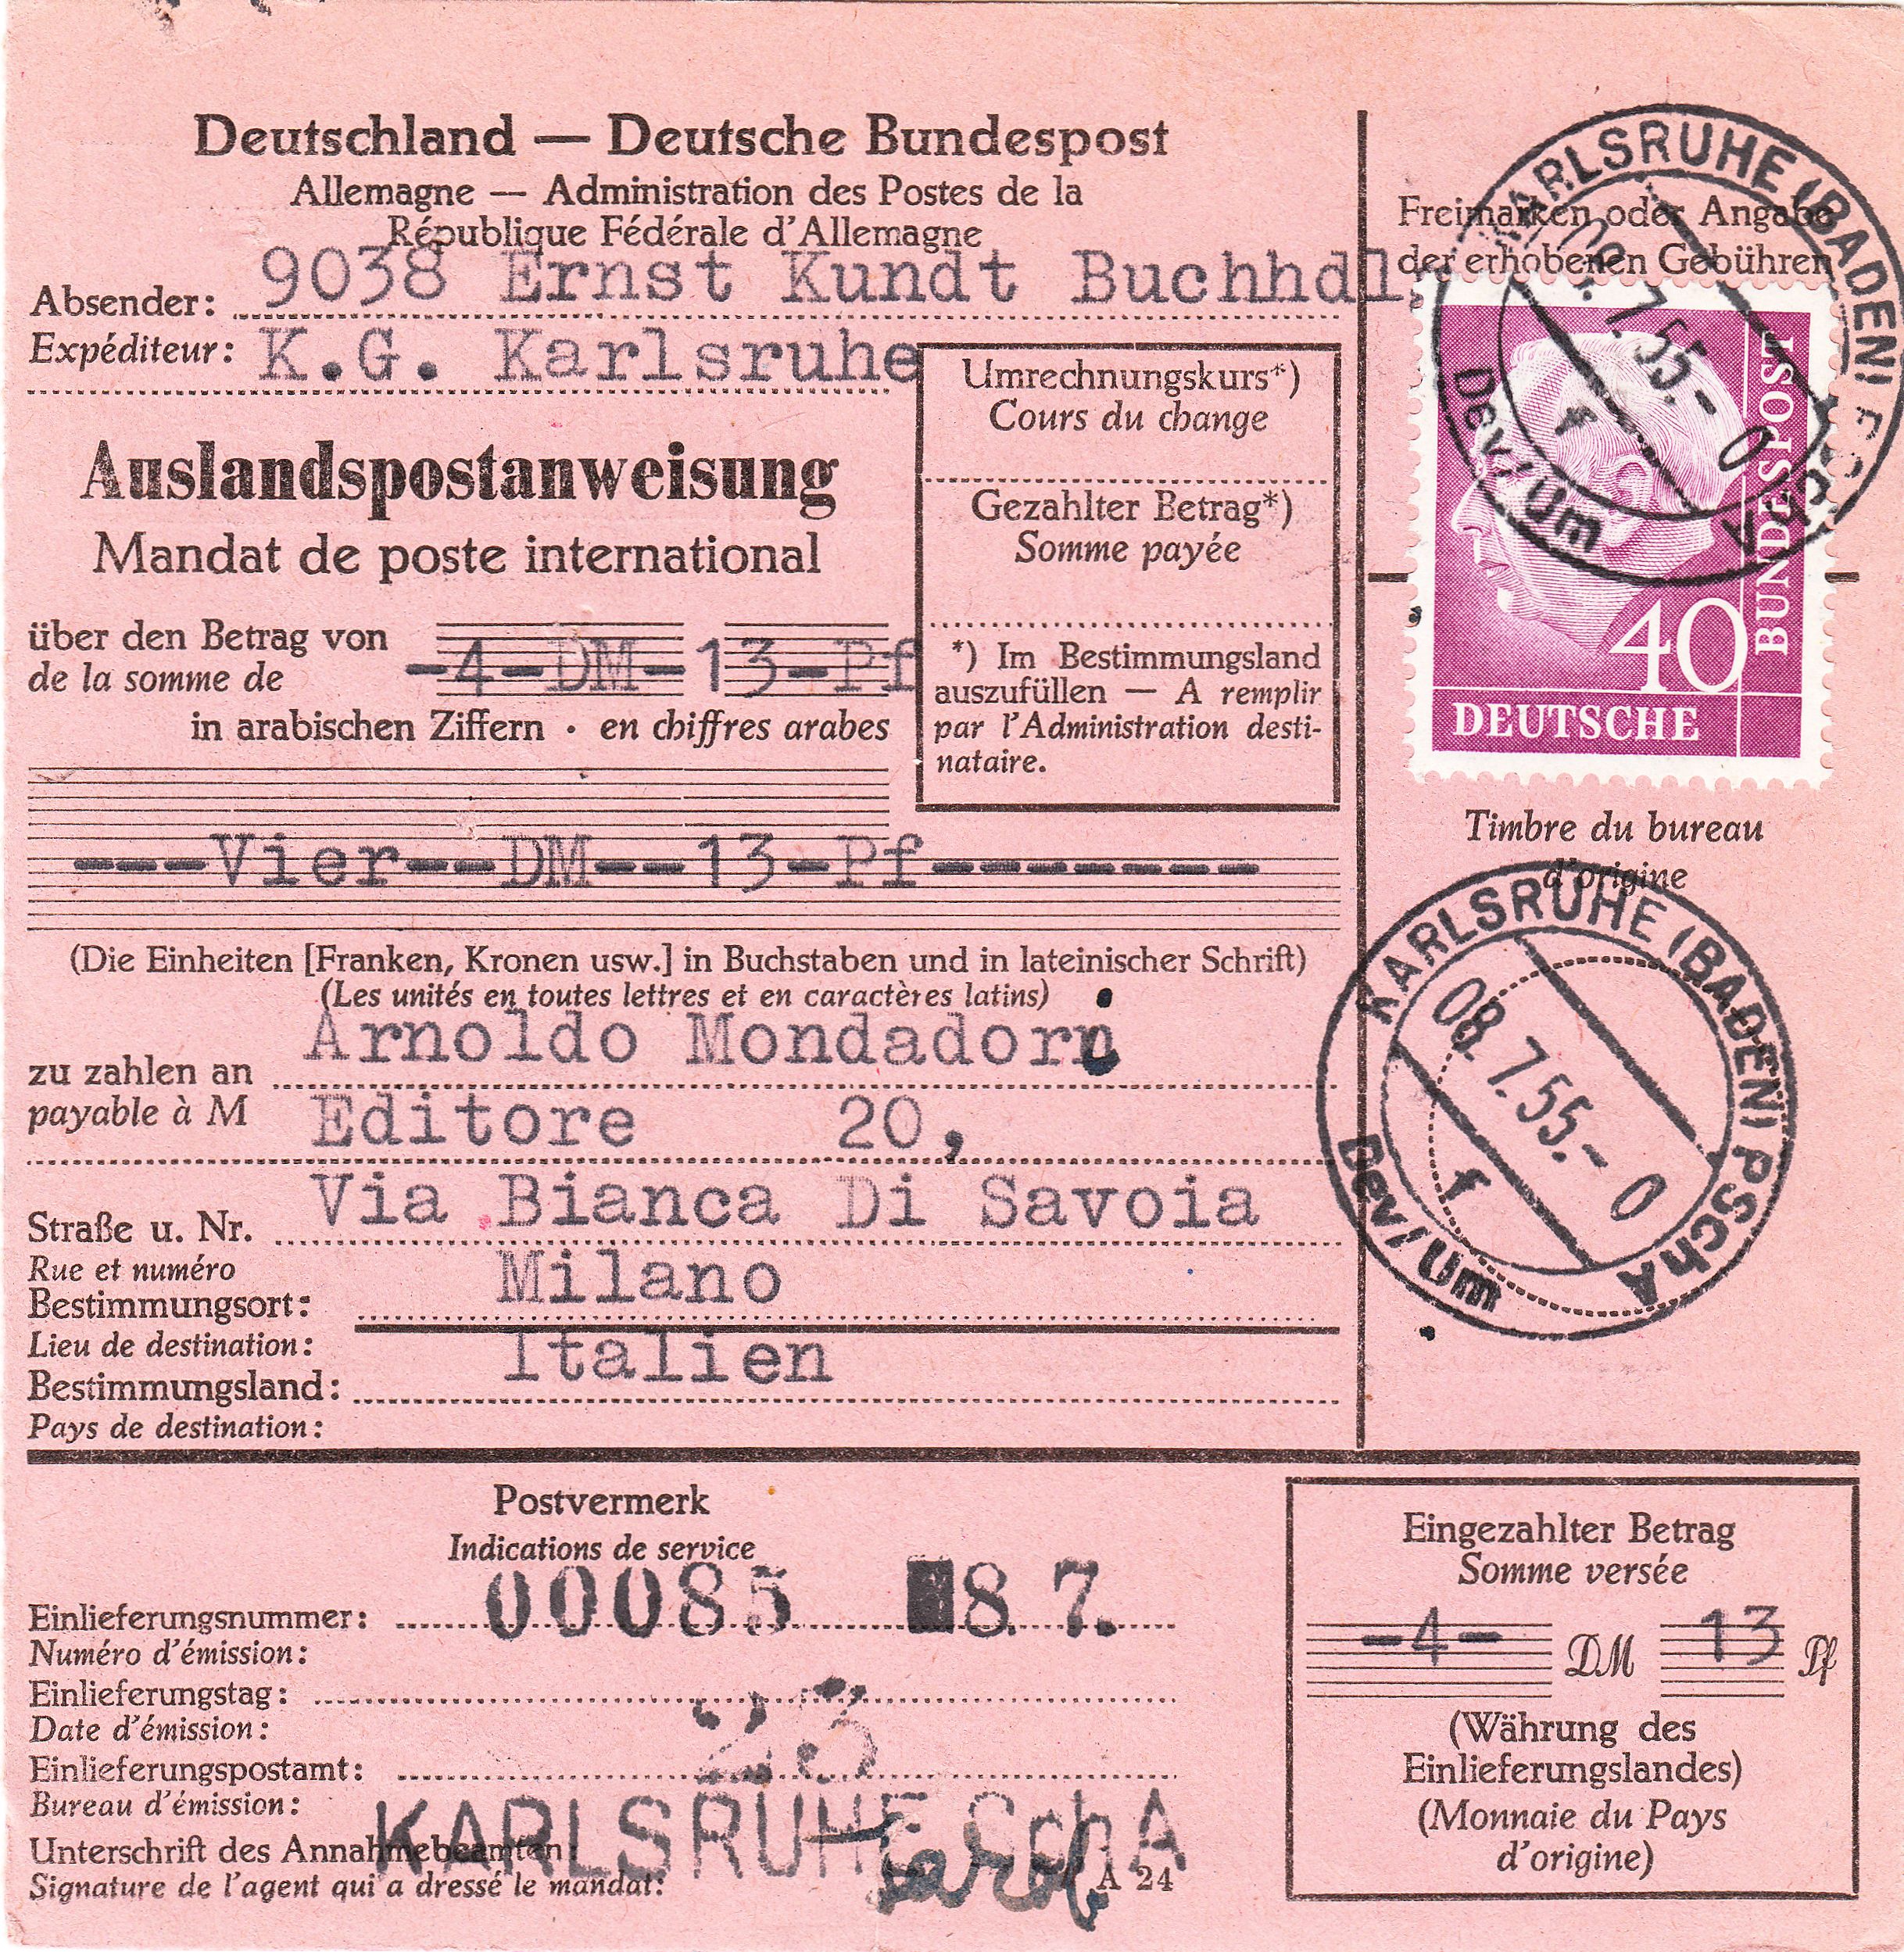 Deutschland — Deutsche Bundespost
Allemagne — Administration des Postes de la
République Fédérale d'Allemagne
Absender: 9038 Ernst Kundt Buchhdl.
Expéditeur: K.G. Karlsruhe
Auslandspostanweisung
Mandat de poste international
über den Betrag von
de la somme de -4-DM-13-Pf
in arabischen Ziffern · en chiffres arabes
Umrechnungskurs*)
Cours du change
Gezahlter Betrag*)
Somme payée
*) Im Bestimmungsland
auszufüllen — A remplir
par l'Administration desti-
nataire.
---Vier--DM--13-Pf-------
(Die Einheiten [Franken, Kronen usw.] in Buchstaben und in lateinischer Schrift)
(Les unités en toutes lettres et en caractères latins)
zu zahlen an Arnoldo Mondadori
payable à M Editore 20,
Straße u. Nr. Via Bianca Di Savoia
Rue et numéro
Bestimmungsort: Milano
Lieu de destination:
Bestimmungsland: Italien
Pays de destination:
Freimarken oder Angabe
der erhobenen Gebühren
KARLSRUHE (BADEN)
7.55.-0
f
Dev/Um
40
DEUTSCHE
BUNDESPOST
Timbre du bureau
d'origine
KARLSRUHE (BADEN) PSchA
08.7.55.-0
f
Dev/Um
Postvermerk
Indications de service
Einlieferungsnummer: 00085 8. 7.
Numéro d'émission:
Einlieferungstag:
Date d'émission:
23
Einlieferungspostamt:
Bureau d'émission:
KARLSRUHE SchA
Unterschrift des Annahmebeamten:
Signature de l'agent qui a dressé le mandat:
A 24
Eingezahlter Betrag
Somme versée
-4- DM 13 Pf
(Währung des
Einlieferungslandes)
(Monnaie du Pays
d'origine)